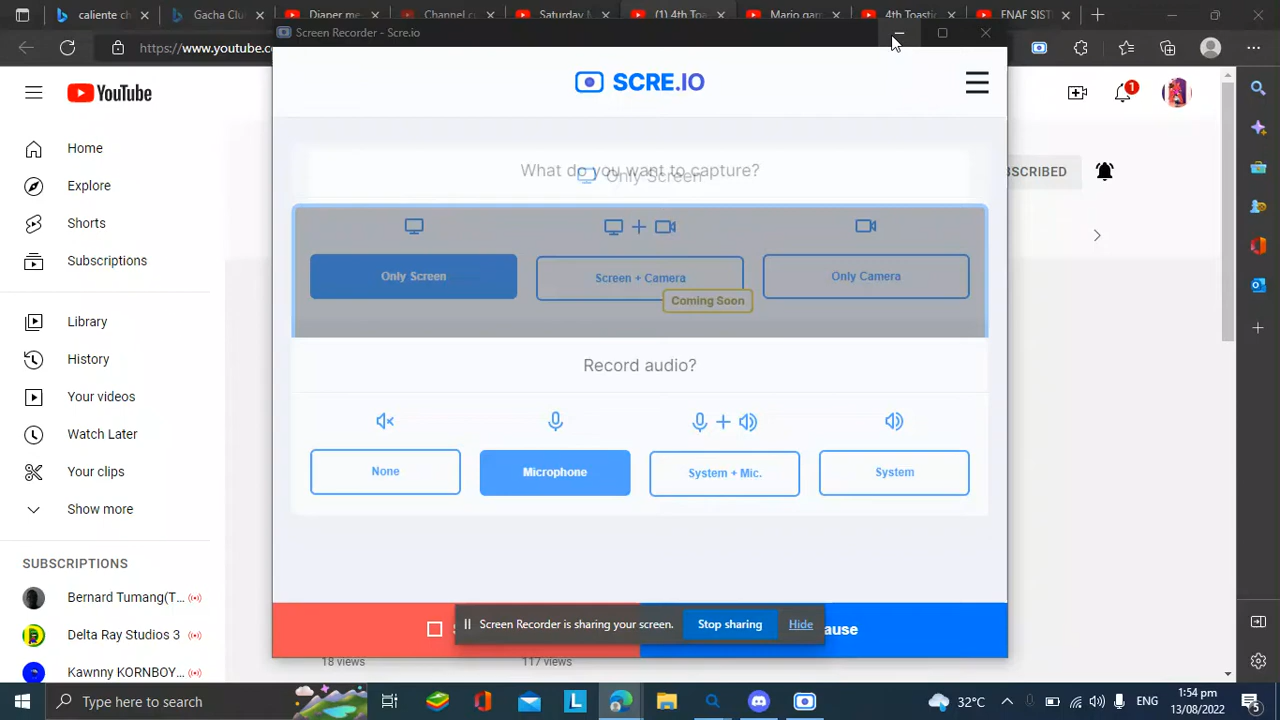 caliente c
Gacha Clu
Dianer me
Channel c
Saturday M
(1) 4th Toa
Mario gam
4th Toasty
FNAF SIST
Screen Recorder - Scre.io
https://www.youtube.c
YouTube
SCRE.IO
1
Home
Explore
Shorts
Subscriptions
Library
History
Your videos
Watch Later
Your clips
Show more
SUBSCRIPTIONS
Bernard Tumang(T...
Delta Ray Studios 3
Kawnny KORNBOY...
What do you want to capture?
Only Screen
SCRIBED
Only Screen
Screen + Camera
Only Camera
Coming Soon
Record audio?
None
Microphone
System + Mic.
System
Screen Recorder is sharing your screen.
Stop sharing
Hide
ause
18 views
117 views
Type here to search
32°C
ENG
1:54 pm
13/08/2022
5